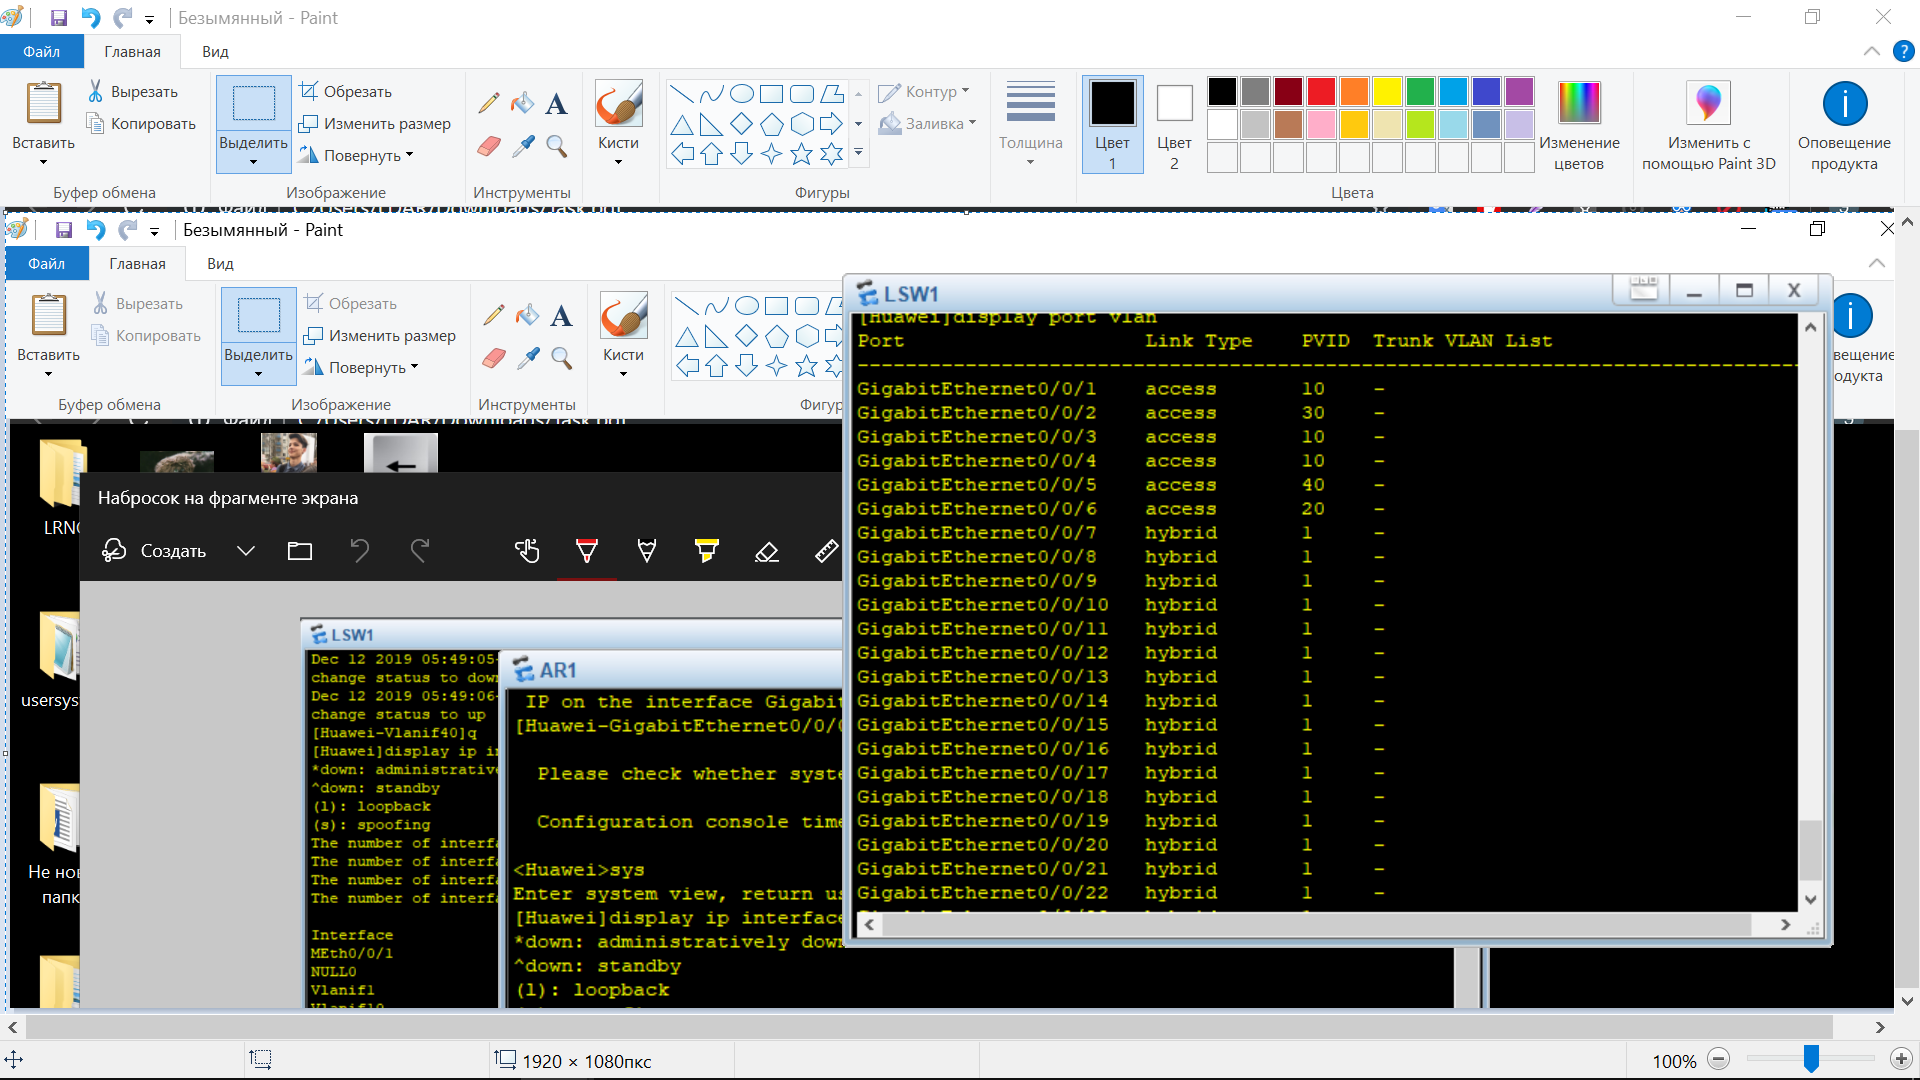 Безымянный - Paint
Файл
Главная
Вид
Вставить
Вырезать
Копировать
Буфер обмена
Выделить
Обрезать
Изменить размер
Повернуть
Изображение
A
Инструменты
Кисти
Фигуры
Контур
Заливка
Толщина
Цвет 1
Цвет 2
Цвета
Изменение цветов
Изменить с помощью Paint 3D
Оповещение продукта
Безымянный - Paint
Файл
Главная
Вид
Вставить
Вырезать
Копировать
Буфер обмена
Выделить
Обрезать
Изменить размер
Повернуть
Изображение
A
Инструменты
Кисти
LSW1
[Huawei]display port vlan
Port Link Type PVID Trunk VLAN List
-------------------------------------------------------------------------------
GigabitEthernet0/0/1 access 10 -
GigabitEthernet0/0/2 access 30 -
GigabitEthernet0/0/3 access 10 -
GigabitEthernet0/0/4 access 10 -
GigabitEthernet0/0/5 access 40 -
GigabitEthernet0/0/6 access 20 -
GigabitEthernet0/0/7 hybrid 1 -
GigabitEthernet0/0/8 hybrid 1 -
GigabitEthernet0/0/9 hybrid 1 -
GigabitEthernet0/0/10 hybrid 1 -
GigabitEthernet0/0/11 hybrid 1 -
GigabitEthernet0/0/12 hybrid 1 -
GigabitEthernet0/0/13 hybrid 1 -
GigabitEthernet0/0/14 hybrid 1 -
GigabitEthernet0/0/15 hybrid 1 -
GigabitEthernet0/0/16 hybrid 1 -
GigabitEthernet0/0/17 hybrid 1 -
GigabitEthernet0/0/18 hybrid 1 -
GigabitEthernet0/0/19 hybrid 1 -
GigabitEthernet0/0/20 hybrid 1 -
GigabitEthernet0/0/21 hybrid 1 -
GigabitEthernet0/0/22 hybrid 1 -
Набросок на фрагменте экрана
Создать
usersys
Не нов
папк
LSW1
Dec 12 2019 05:49:05
change status to down
Dec 12 2019 05:49:06
change status to up
[Huawei-Vlanif40]q
[Huawei]display ip in
*down: administrative
^down: standby
(l): loopback
(s): spoofing
The number of interfa
The number of interfa
The number of interfa
The number of interfa
Interface
MEth0/0/1
NULL0
Vlanif1
AR1
IP on the interface Gigabit
[Huawei-GigabitEthernet0/0/
Please check whether syste
Configuration console time
<Huawei>sys
Enter system view, return us
[Huawei]display ip interface
*down: administratively down
^down: standby
(l): loopback
1920 × 1080пкс
100%